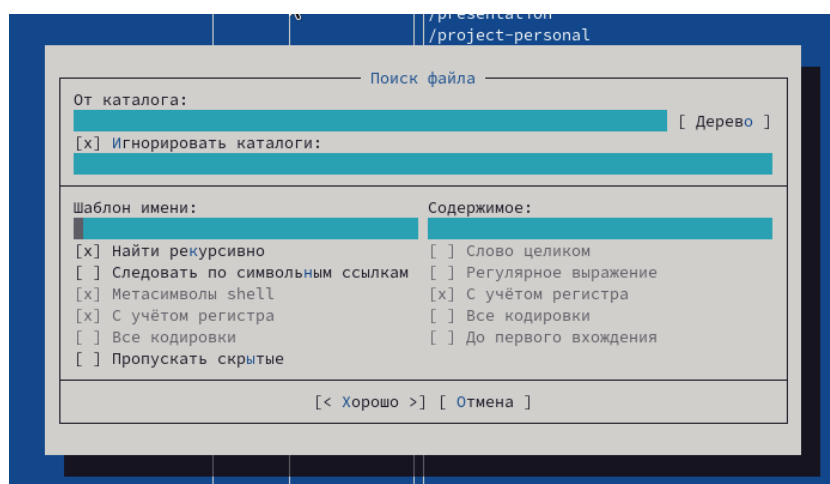 /presentation
/project-personal
Поиск файла
От каталога:
[ Дерево ]
[x] Игнорировать каталоги:
Шаблон имени:
Содержимое:
[x] Найти рекурсивно
[ ] Слово целиком
[ ] Следовать по символьным ссылкам
[ ] Регулярное выражение
[x] Метасимволы shell
[x] С учётом регистра
[x] С учётом регистра
[ ] Все кодировки
[ ] Все кодировки
[ ] До первого вхождения
[ ] Пропускать скрытые
[< Хорошо >] [ Отмена ]